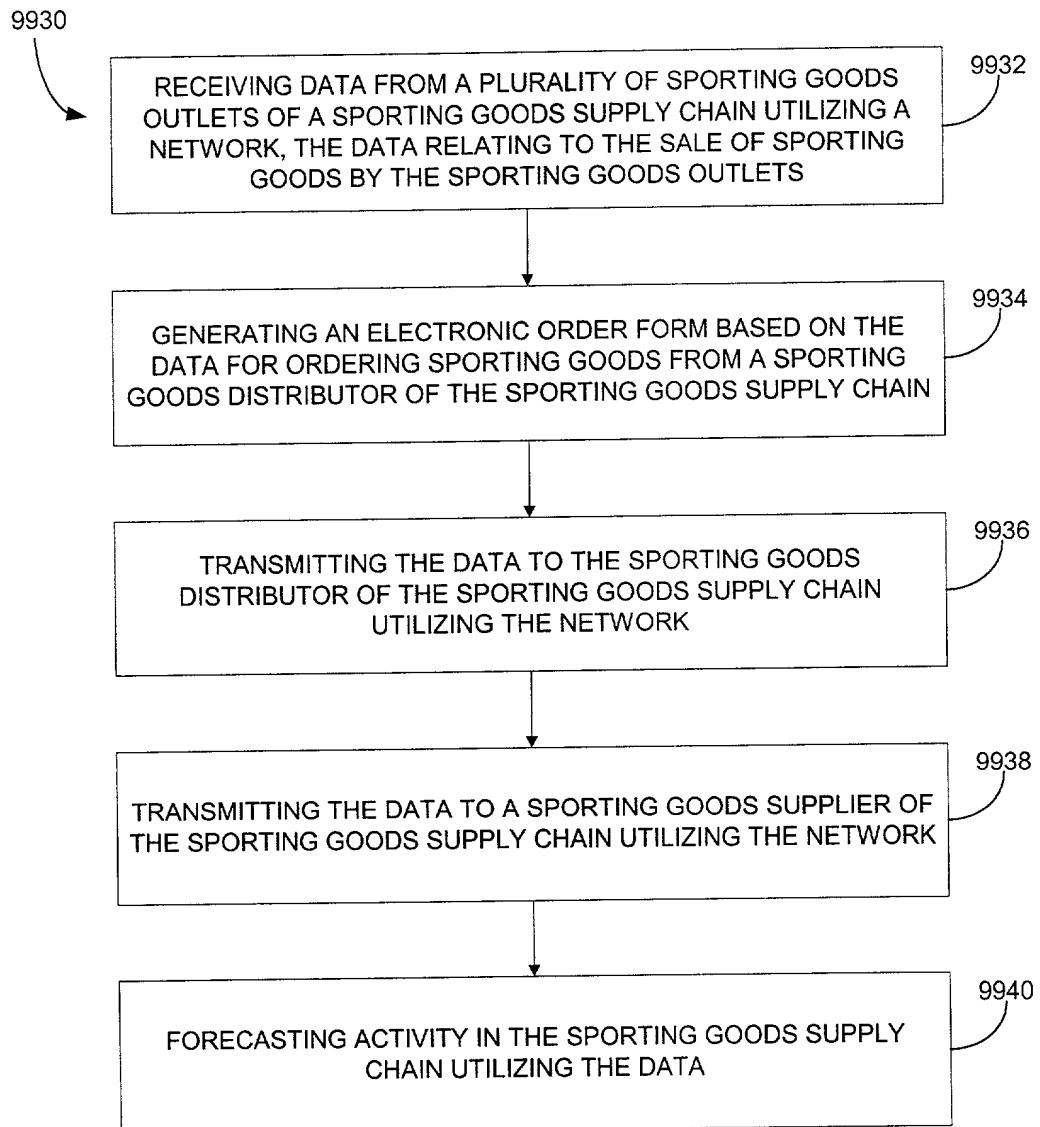 9930
9932
RECEIVING DATA FROM A PLURALITY OF SPORTING GOODS
OUTLETS OF A SPORTING GOODS SUPPLY CHAIN UTILIZING A
NETWORK, THE DATA RELATING TO THE SALE OF SPORTING
GOODS BY THE SPORTING GOODS OUTLETS
9934
GENERATING AN ELECTRONIC ORDER FORM BASED ON THE
DATA FOR ORDERING SPORTING GOODS FROM A SPORTING
GOODS DISTRIBUTOR OF THE SPORTING GOODS SUPPLY CHAIN
9936
TRANSMITTING THE DATA TO THE SPORTING GOODS
DISTRIBUTOR OF THE SPORTING GOODS SUPPLY CHAIN
UTILIZING THE NETWORK
9938
TRANSMITTING THE DATA TO A SPORTING GOODS SUPPLIER OF
THE SPORTING GOODS SUPPLY CHAIN UTILIZING THE NETWORK
9940
FORECASTING ACTIVITY IN THE SPORTING GOODS SUPPLY
CHAIN UTILIZING THE DATA